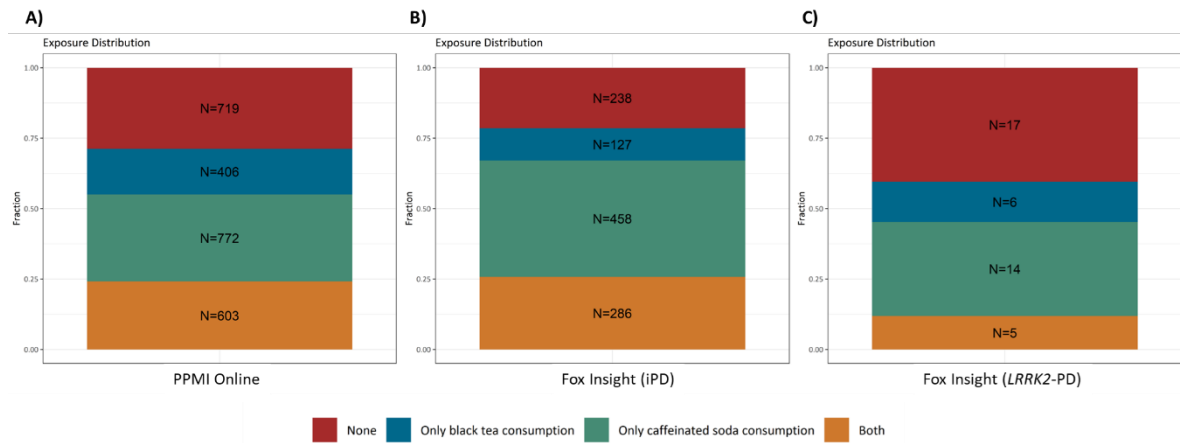 A)
Exposure Distribution
1.00
0.75
0.50
0.25
0.00
Fraction
N=719
N=406
N=772
N=603
PPMI Online
B)
Exposure Distribution
1.00
0.75
0.50
0.25
0.00
Fraction
N=238
N=127
N=458
N=286
Fox Insight (iPD)
C)
Exposure Distribution
1.00
0.75
0.50
0.25
0.00
Fraction
N=17
N=6
N=14
N=5
Fox Insight (LRRK2-PD)
None Only black tea consumption Only caffeinated soda consumption Both